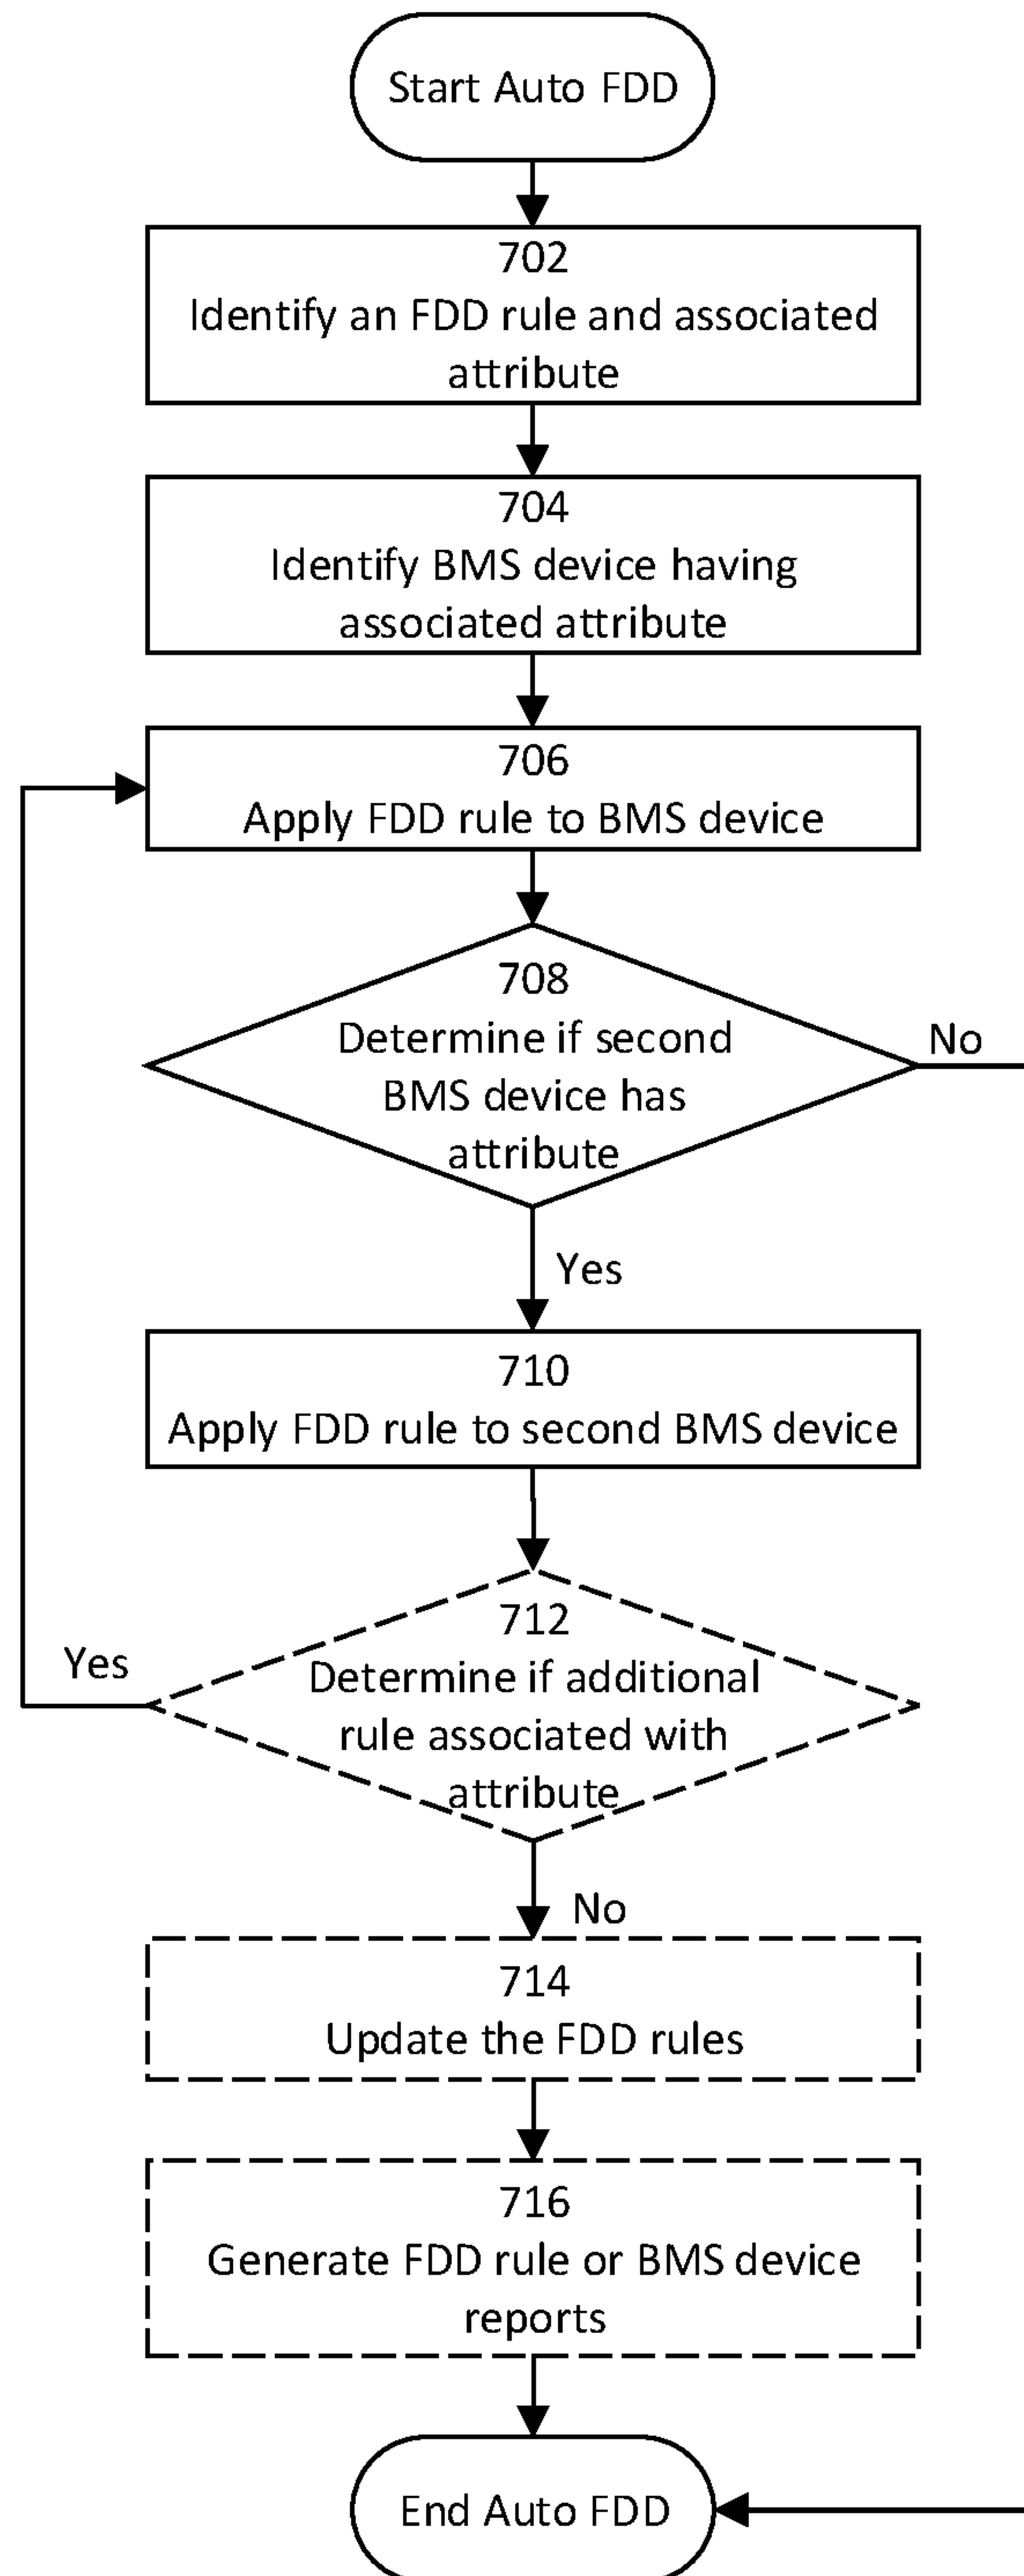 Start Auto FDD
702
Identify an FDD rule and associated
attribute
704
Identify BMS device having
associated attribute
706
Apply FDD rule to BMS device
708
Determine if second
BMS device has
attribute
No
Yes
710
Apply FDD rule to second BMS device
712
Determine if additional
rule associated with
attribute
Yes
No
714
Update the FDD rules
716
Generate FDD rule or BMS device
reports
End Auto FDD